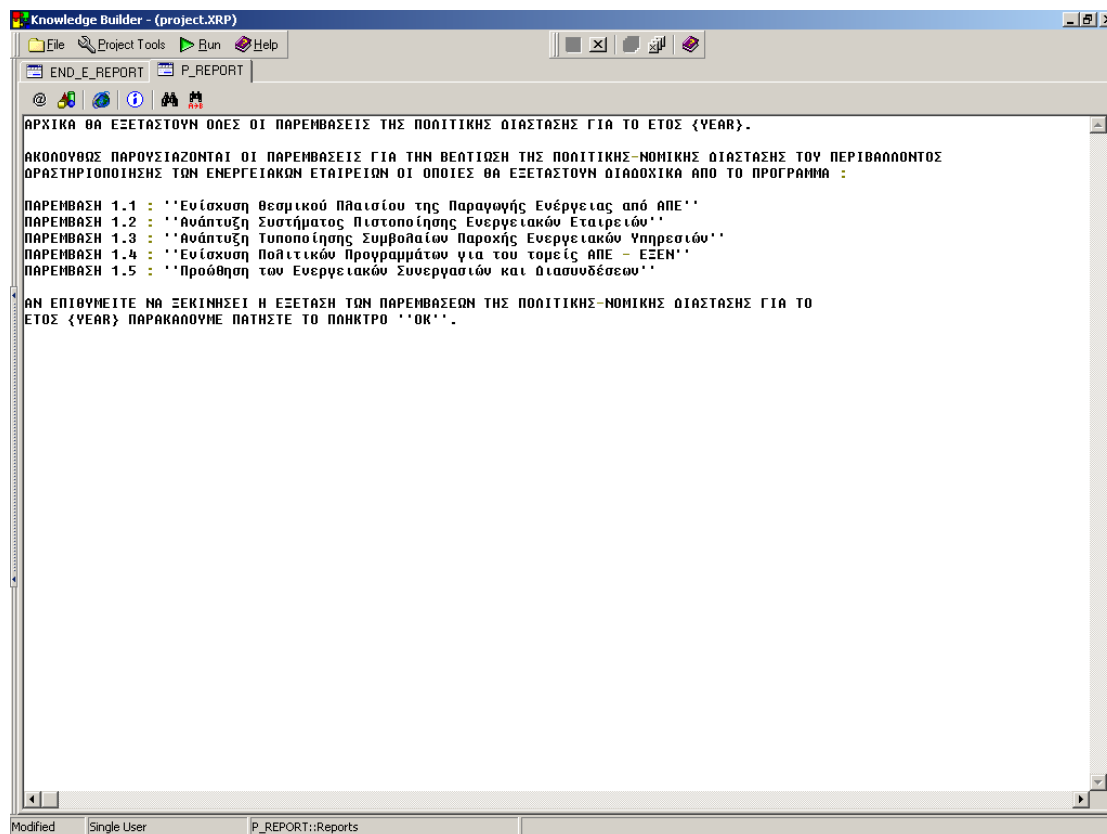 Knowledge Builder - (project.XRP)
File Project Tools Run Help
END_E_REPORT P_REPORT
ΑΡΧΙΚΑ ΘΑ ΕΞΕΤΑΣΤΟΥΝ ΟΛΕΣ ΟΙ ΠΑΡΕΜΒΑΣΕΙΣ ΤΗΣ ΠΟΛΙΤΙΚΗΣ ΔΙΑΣΤΑΣΗΣ ΓΙΑ ΤΟ ΕΤΟΣ {YEAR}.
ΑΚΟΛΟΥΘΩΣ ΠΑΡΟΥΣΙΑΖΟΝΤΑΙ ΟΙ ΠΑΡΕΜΒΑΣΕΙΣ ΓΙΑ ΤΗΝ ΒΕΛΤΙΩΣΗ ΤΗΣ ΠΟΛΙΤΙΚΗΣ-ΝΟΜΙΚΗΣ ΔΙΑΣΤΑΣΗΣ ΤΟΥ ΠΕΡΙΒΑΛΛΟΝΤΟΣ
ΔΡΑΣΤΗΡΙΟΠΟΙΗΣΗΣ ΤΩΝ ΕΝΕΡΓΕΙΑΚΩΝ ΕΤΑΙΡΕΙΩΝ ΟΙ ΟΠΟΙΕΣ ΘΑ ΕΞΕΤΑΣΤΟΥΝ ΔΙΑΔΟΧΙΚΑ ΑΠΟ ΤΟ ΠΡΟΓΡΑΜΜΑ :
ΠΑΡΕΜΒΑΣΗ 1.1 : ''Ενίσχυση Θεσμικού Πλαισίου της Παραγωγής Ενέργειας από ΑΠΕ''
ΠΑΡΕΜΒΑΣΗ 1.2 : ''Ανάπτυξη Συστήματος Πιστοποίησης Ενεργειακών Εταιρειών''
ΠΑΡΕΜΒΑΣΗ 1.3 : ''Ανάπτυξη Τυποποίησης Συμβολαίων Παροχής Ενεργειακών Υπηρεσιών''
ΠΑΡΕΜΒΑΣΗ 1.4 : ''Ενίσχυση Πολιτικών Προγραμμάτων για του τομείς ΑΠΕ - ΕΞΕΝ''
ΠΑΡΕΜΒΑΣΗ 1.5 : ''Προώθηση των Ενεργειακών Συνεργασιών και Διασυνδέσεων''
ΑΝ ΕΠΙΘΥΜΕΙΤΕ ΝΑ ΞΕΚΙΝΗΣΕΙ Η ΕΞΕΤΑΣΗ ΤΩΝ ΠΑΡΕΜΒΑΣΕΩΝ ΤΗΣ ΠΟΛΙΤΙΚΗΣ-ΝΟΜΙΚΗΣ ΔΙΑΣΤΑΣΗΣ ΓΙΑ ΤΟ
ΕΤΟΣ {YEAR} ΠΑΡΑΚΑΛΟΥΜΕ ΠΑΤΗΣΤΕ ΤΟ ΠΛΗΚΤΡΟ ''ΟΚ''.
Modified Single User P_REPORT::Reports